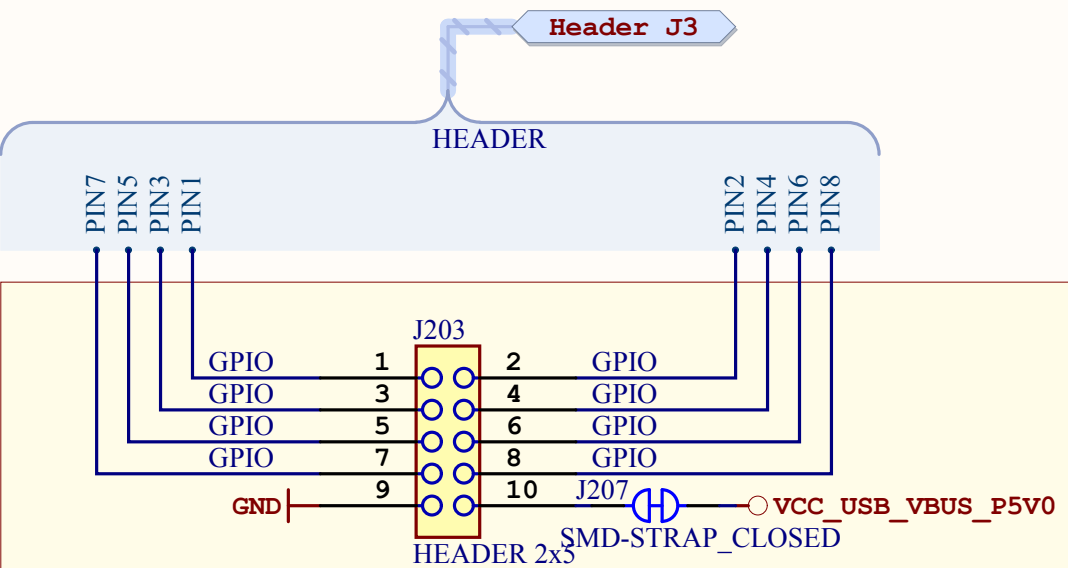 Header J3
HEADER
PIN7 PIN5 PIN3 PIN1 PIN2 PIN4 PIN6 PIN8
J203
GPIO 1 2 GPIO
GPIO 3 4 GPIO
GPIO 5 6 GPIO
GPIO 7 8 GPIO
9 10 J207
GND VCC_USB_VBUS_P5V0
SMD-STRAP_CLOSED
HEADER 2x5